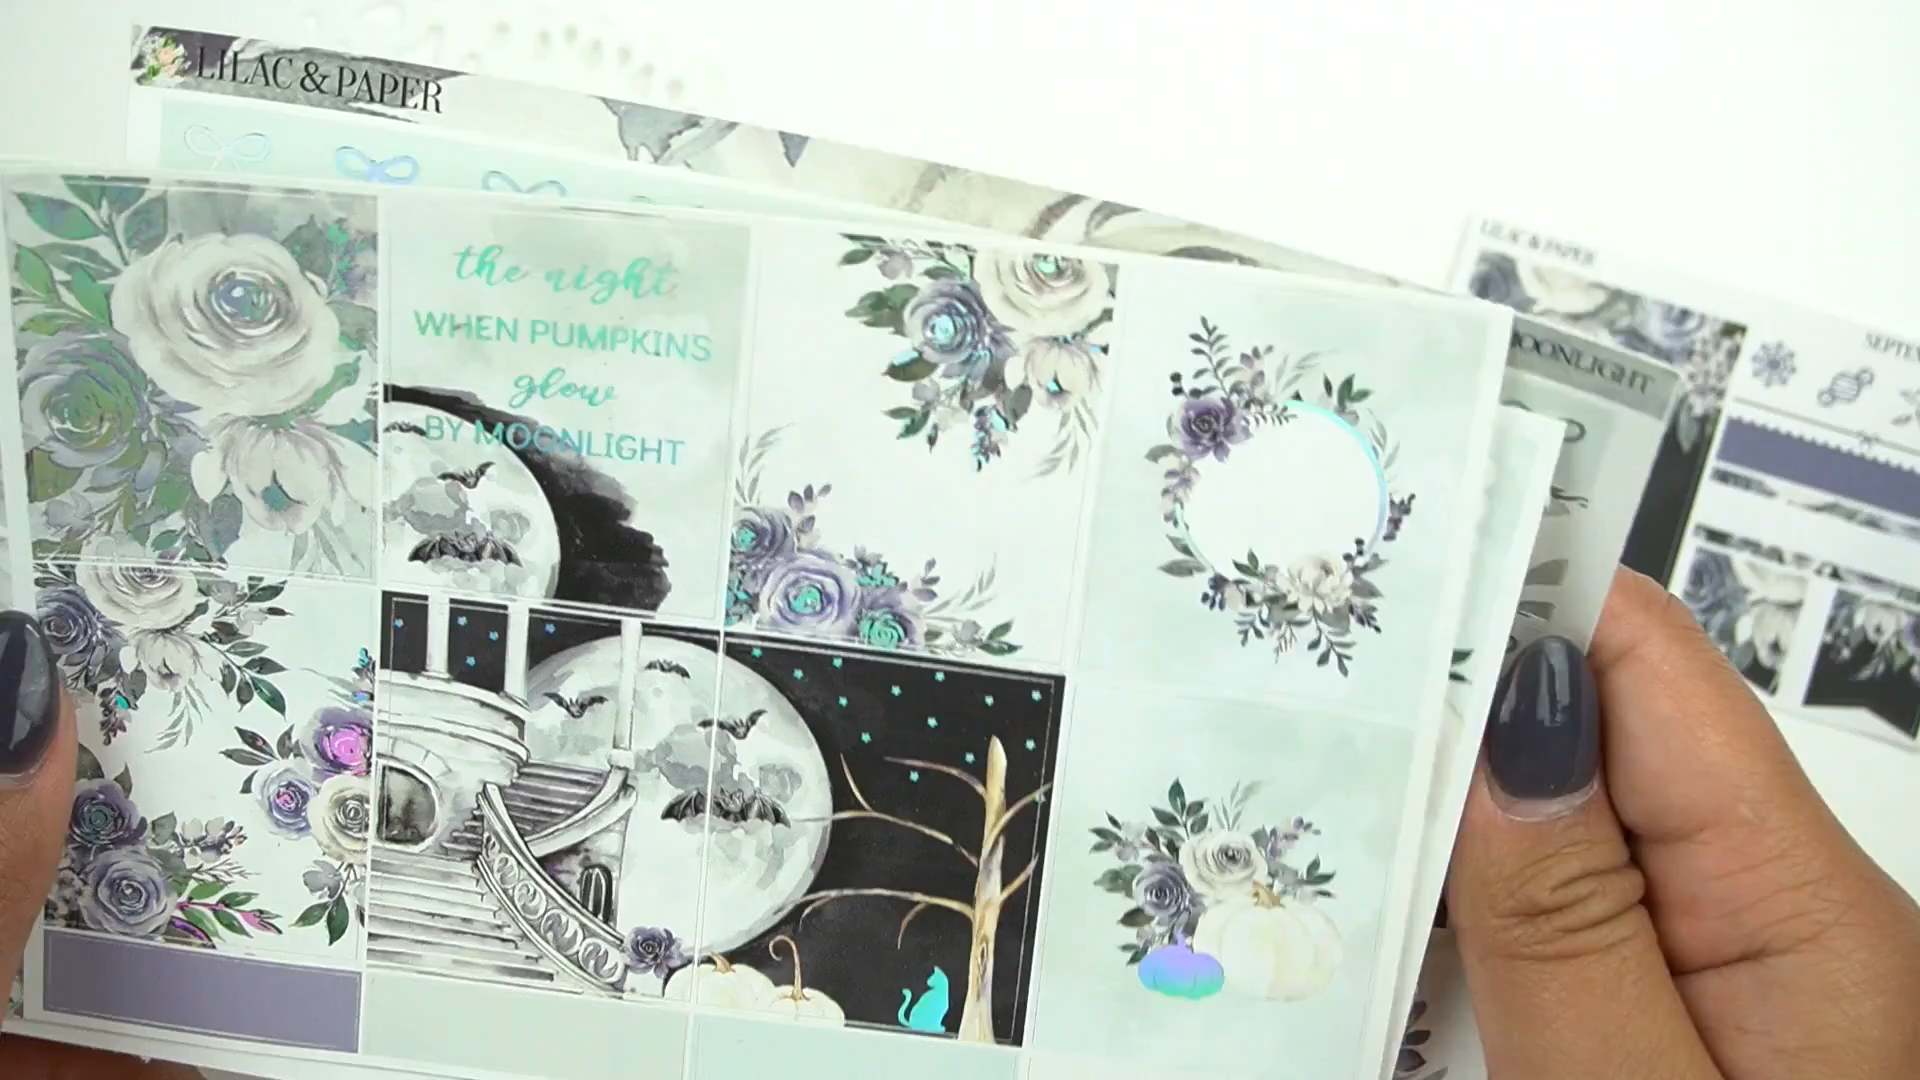 LILAC & PAPER
the night
WHEN PUMPKINS
glow
BY MOONLIGHT
LILAC & PAPER
MOONLIGHT